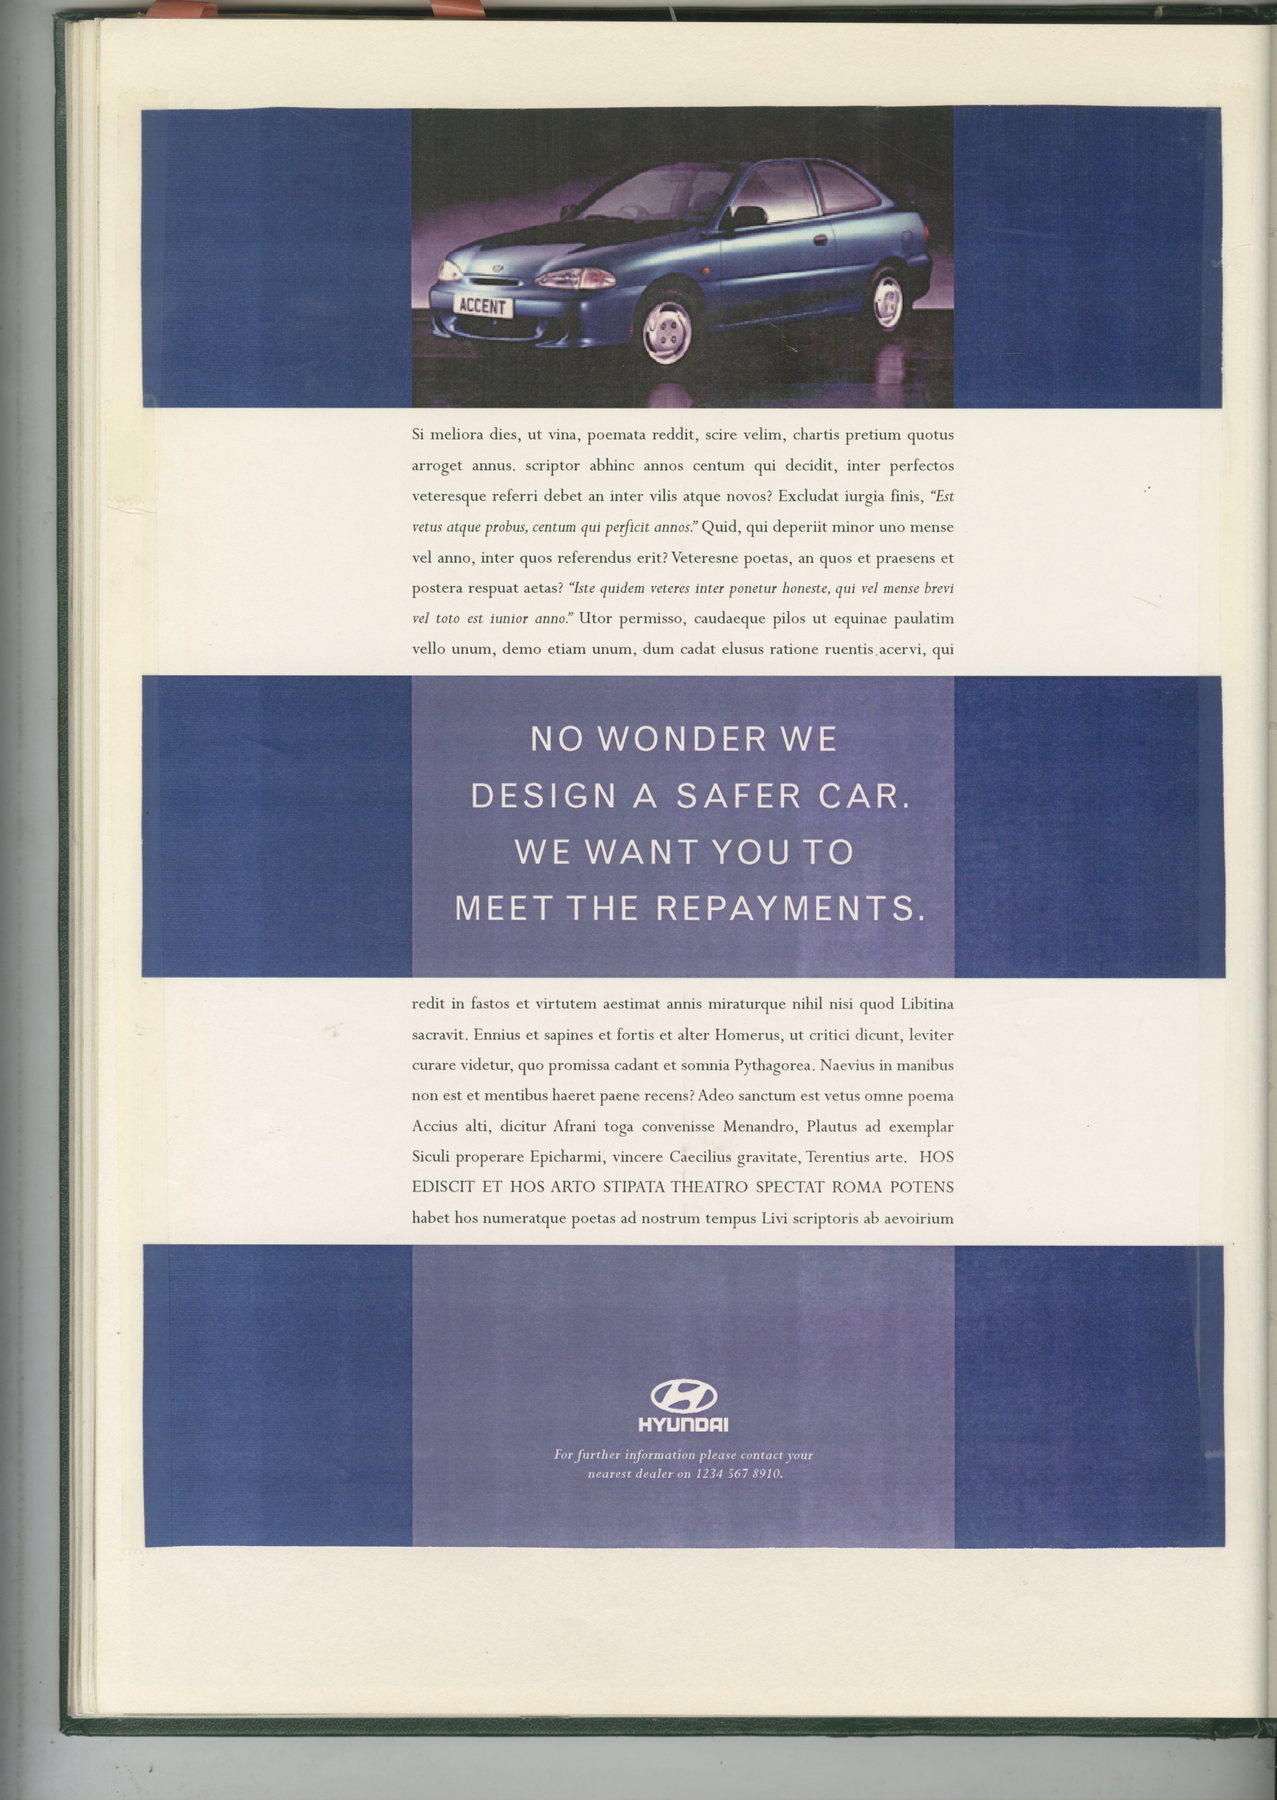 ACCENT
Si meliora dies, ut vina, poemata reddit, scire velim, chartis pretium quotus
arroget annus. scriptor abhinc annos centum qui decidit, inter perfectos
veteresque referri debet an inter vilis atque novos? Excludat iurgia finis, “Est
vetus atque probus, centum qui perficit annos.” Quid, qui deperiit minor uno mense
vel anno, inter quos referendus erit? Veteresne poetas, an quos et praesens et
postera respuat aetas? “Iste quidem veteres inter ponetur honeste, qui vel mense brevi
vel toto est iunior anno.” Utor permisso, caudaeque pilos ut equinae paulatim
vello unum, demo etiam unum, dum cadat elusus ratione ruentis acervi, qui
NO WONDER WE
DESIGN A SAFER CAR.
WE WANT YOU TO
MEET THE REPAYMENTS.
redit in fastos et virtutem aestimat annis miraturque nihil nisi quod Libitina
sacravit. Ennius et sapines et fortis et alter Homerus, ut critici dicunt, leviter
curare videtur, quo promissa cadant et somnia Pythagorea. Naevius in manibus
non est et mentibus haeret paene recens? Adeo sanctum est vetus omne poema
Accius alti, dicitur Afrani toga convenisse Menandro, Plautus ad exemplar
Siculi properare Epicharmi, vincere Caecilius gravitate, Terentius arte. HOS
EDISCIT ET HOS ARTO STIPATA THEATRO SPECTAT ROMA POTENS
habet hos numeratque poetas ad nostrum tempus Livi scriptoris ab aevoirium
HYUNDAI
For further information please contact your
nearest dealer on 1234 567 8910.